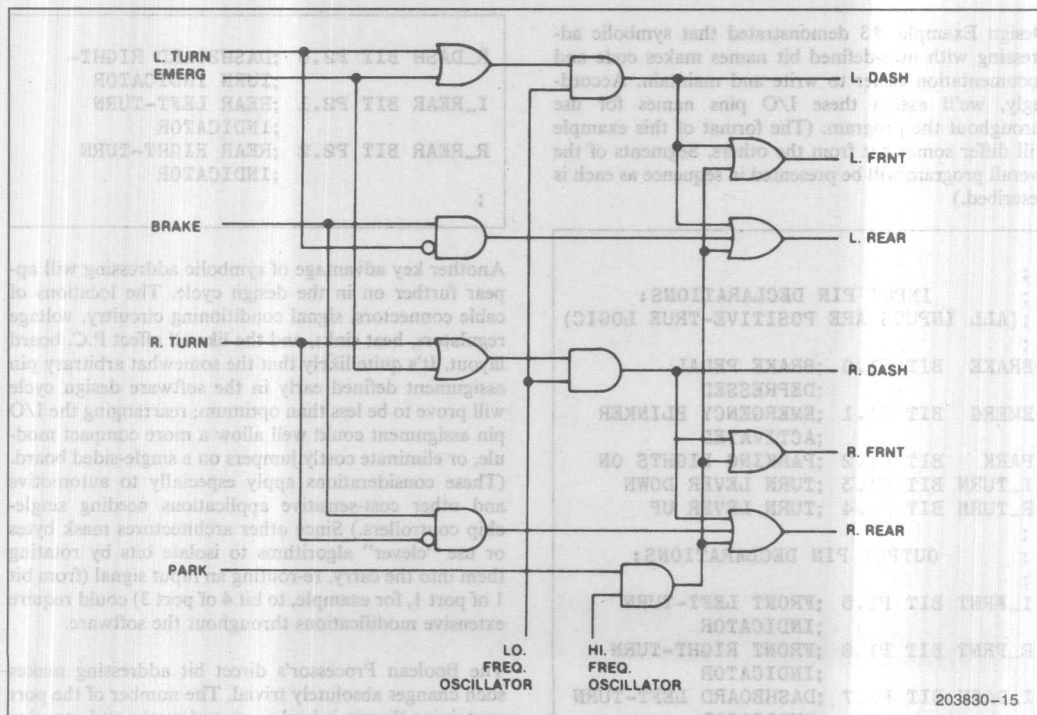 L. TURN
EMERG
BRAKE
R. TURN
PARK
LO.
FREQ.
OSCILLATOR
HI.
FREQ.
OSCILLATOR
L. DASH
L. FRNT
L. REAR
R. DASH
R. FRNT
R. REAR
203830-15
Design Example #3 demonstrated that symbolic ad-
dressing with user-defined bit names makes code and
documentation easier to write and maintain. Accord-
ingly, we'll assign these I/O pins names for use
throughout the program. (The format of this example
will differ somewhat from the others. Segments of the
overall program will be presented in sequence as each is
described.)
;
; INPUT PIN DECLARATIONS:
;(ALL INPUTS ARE POSITIVE-TRUE LOGIC)
;
BRAKE BIT ;BRAKE PEDAL
;DEPRESSED
EMERG BIT .1 ;EMERGENCY BLINKER
;ACTIVATED
PARK BIT .2 ;PARKING LIGHTS ON
L_TURN BIT .3 ;TURN LEVER DOWN
R_TURN BIT .4 ;TURN LEVER UP
;
; OUTPUT PIN DECLARATIONS:
;
L_FRNT BIT P1.5 ;FRONT LEFT-TURN
;INDICATOR
R_FRNT BIT P1.6 ;FRONT RIGHT-TURN
;INDICATOR
BIT .7 ;DASHBOARD LEFT-TURN
R_DASH BIT P2. ;DASHBOARD RIGHT-
;TURN INDICATOR
L_REAR BIT P2.1 ;REAR LEFT-TURN
;INDICATOR
R_REAR BIT P2.2 ;REAR RIGHT-TURN
;INDICATOR
;
Another key advantage of symbolic addressing will ap-
pear further on in the design cycle. The locations of
cable connectors, signal conditioning circuitry, voltage
regulators, heat sinks, and the like all affect P.C. board
layout. It's quite likely that the somewhat arbitrary pin
assignment defined early in the software design cycle
will prove to be less than optimum; rearranging the I/O
pin assignment could well allow a more compact mod-
ule, or eliminate costly jumpers on a single-sided board.
(These considerations apply especially to automotive
and other cost-sensitive applications needing single-
chip controllers.) Since other architectures mask bytes
or use "clever" algorithms to isolate bits by rotating
them into the carry, re-routing an input signal (from bit
1 of port 1, for example, to bit 4 of port 3) could require
extensive modifications throughout the software.
The Boolean Processor's direct bit addressing makes
such changes absolutely trivial. The number of the port